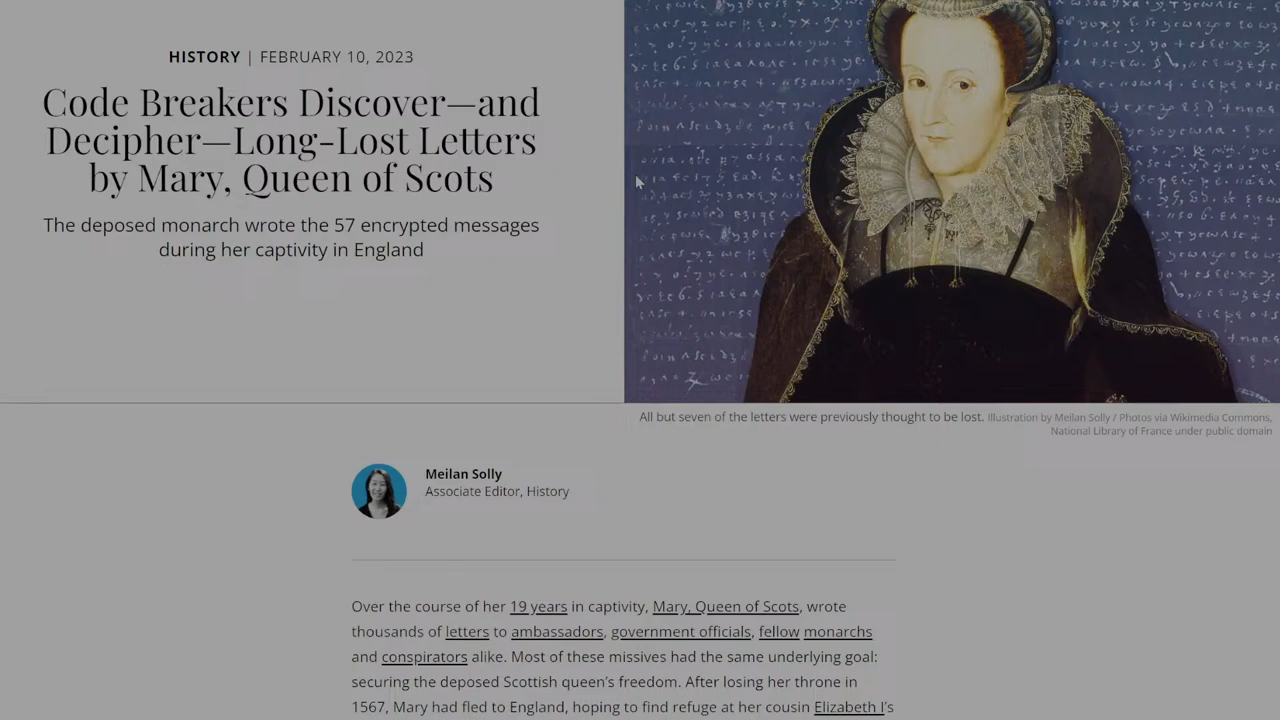 HISTORY | FEBRUARY 10, 2023
Code Breakers Discover—and
Decipher—Long-Lost Letters
by Mary, Queen of Scots
The deposed monarch wrote the 57 encrypted messages
during her captivity in England
All but seven of the letters were previously thought to be lost. Illustration by Meilan Solly / Photos via Wikimedia Commons,
National Library of France under public domain
Meilan Solly
Associate Editor, History
Over the course of her 19 years in captivity, Mary, Queen of Scots, wrote
thousands of letters to ambassadors, government officials, fellow monarchs
and conspirators alike. Most of these missives had the same underlying goal:
securing the deposed Scottish queen’s freedom. After losing her throne in
1567, Mary had fled to England, hoping to find refuge at her cousin Elizabeth I’s